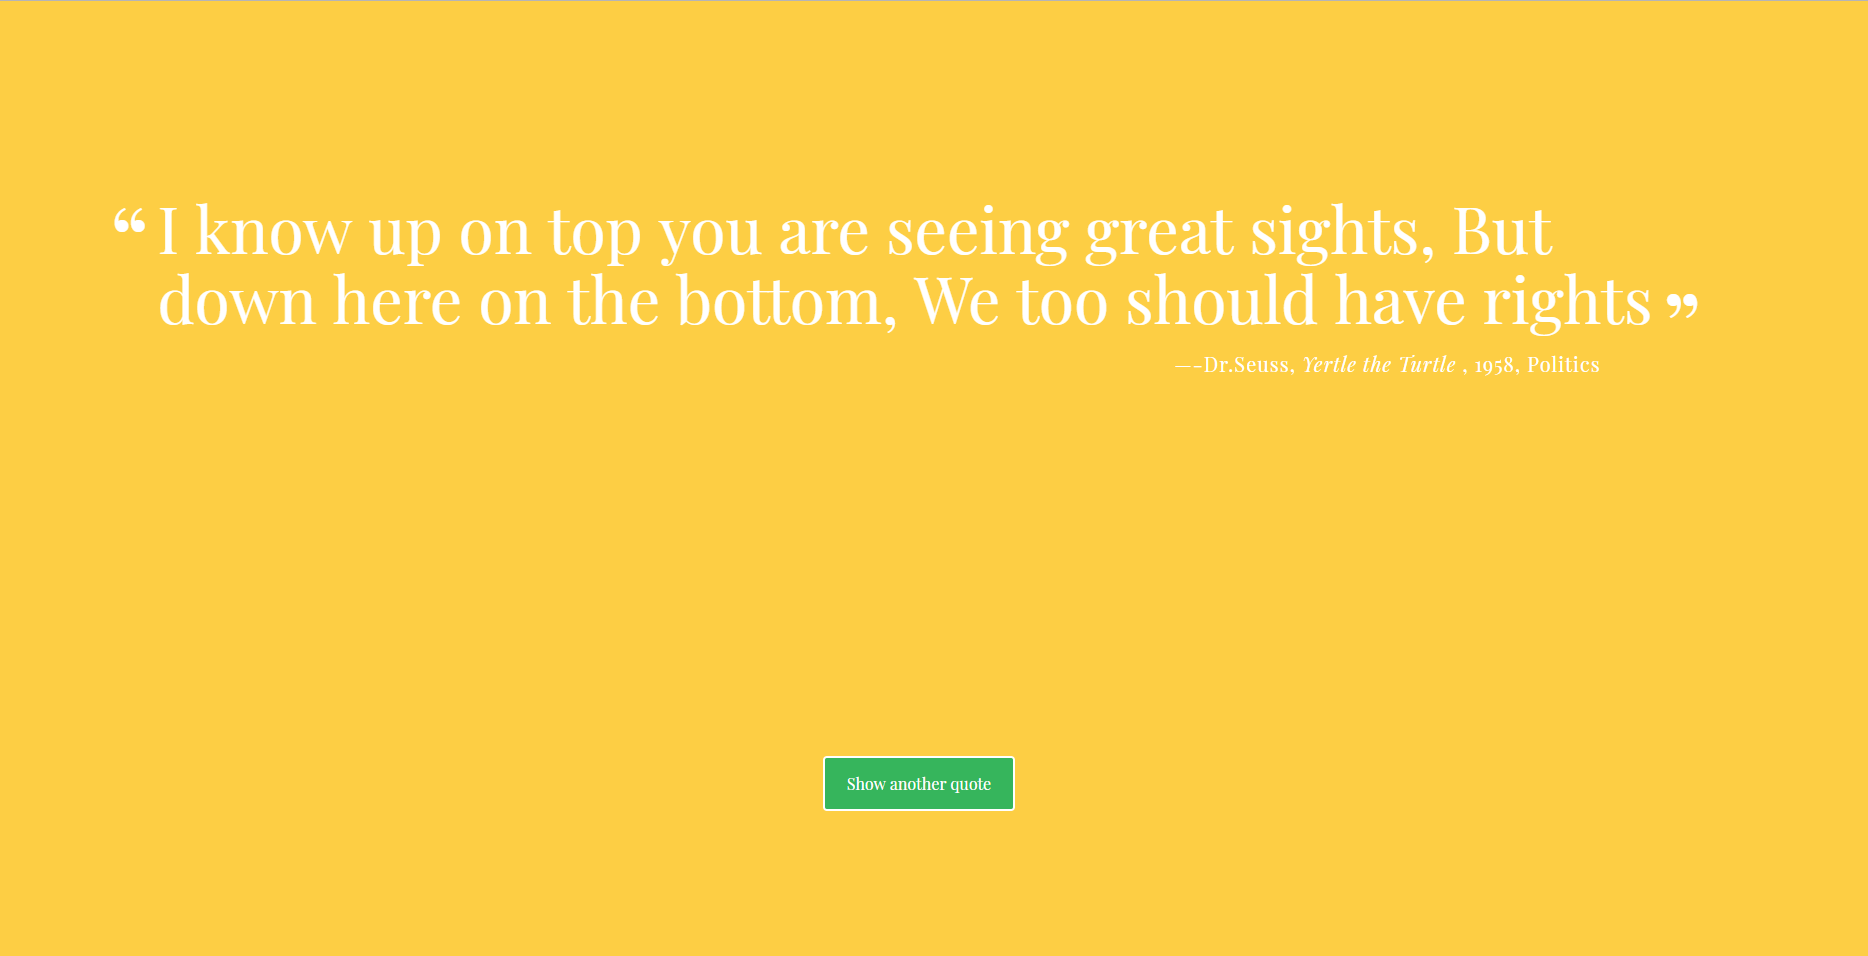 “ I know up on top you are seeing great sights, But
down here on the bottom, We too should have rights ”
—-Dr.Seuss, Yertle the Turtle , 1958, Politics
Show another quote